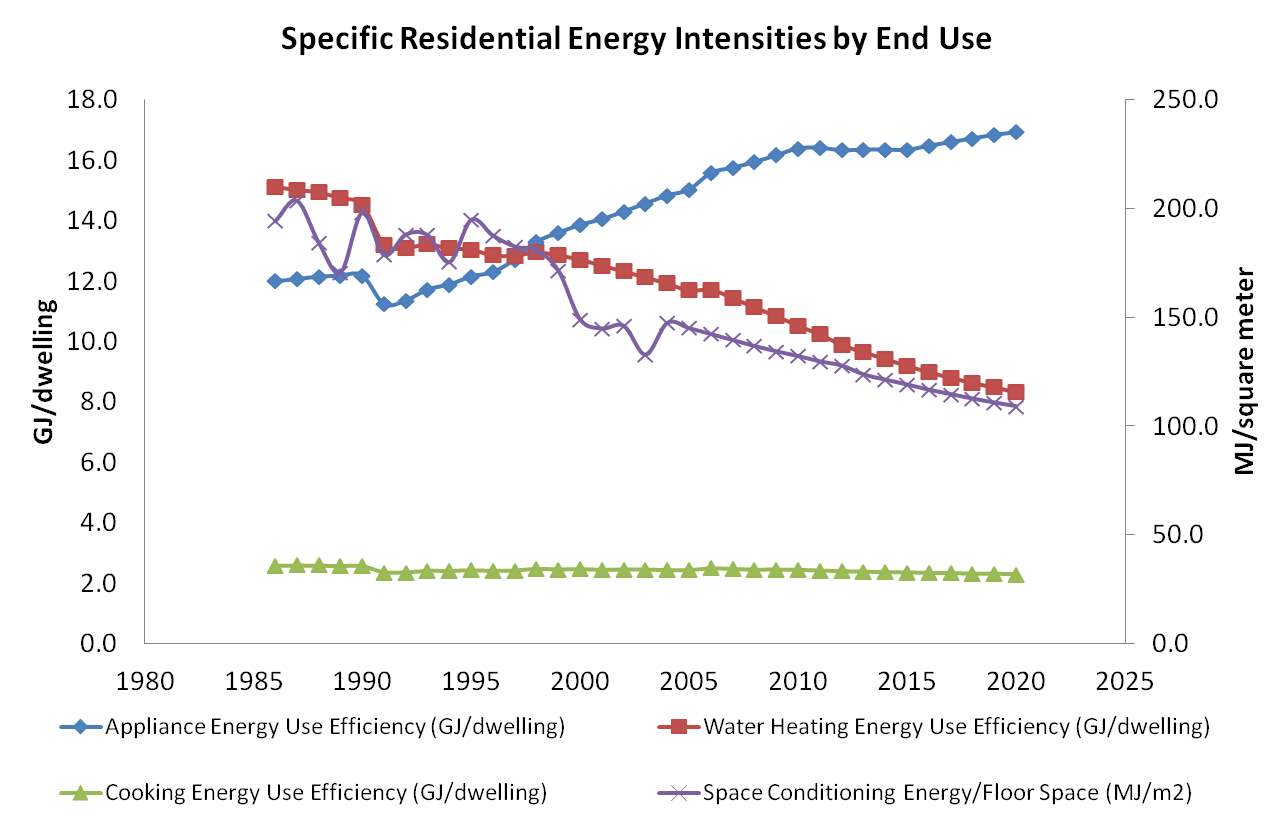 Specific Residential Energy Intensities by End Use
18.0
16.0
14.0
12.0
10.0
8.0
6.0
4.0
2.0
0.0
GJ/dwelling
250.0
200.0
150.0
100.0
50.0
0.0
MJ/square meter
1980 1985 1990 1995 2000 2005 2010 2015 2020 2025
Appliance Energy Use Efficiency (GJ/dwelling)
Water Heating Energy Use Efficiency (GJ/dwelling)
Cooking Energy Use Efficiency (GJ/dwelling)
Space Conditioning Energy/Floor Space (MJ/m2)